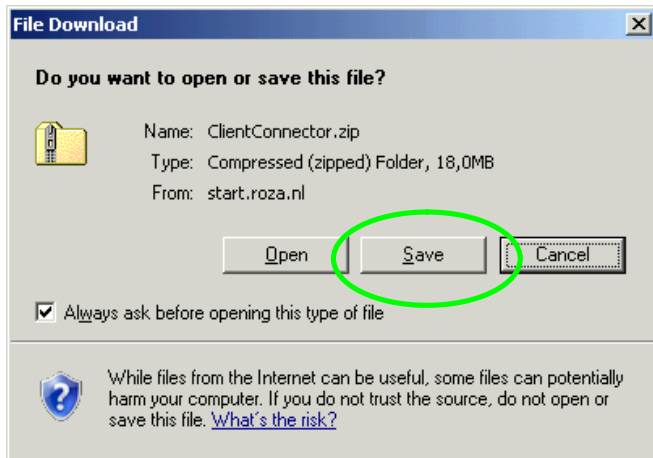 File Download
Do you want to open or save this file?
Name: ClientConnector.zip
Type: Compressed (zipped) Folder, 18,0MB
From: start.roza.nl
Open Save Cancel
Always ask before opening this type of file
While files from the Internet can be useful, some files can potentially
harm your computer. If you do not trust the source, do not open or
save this file. What's the risk?